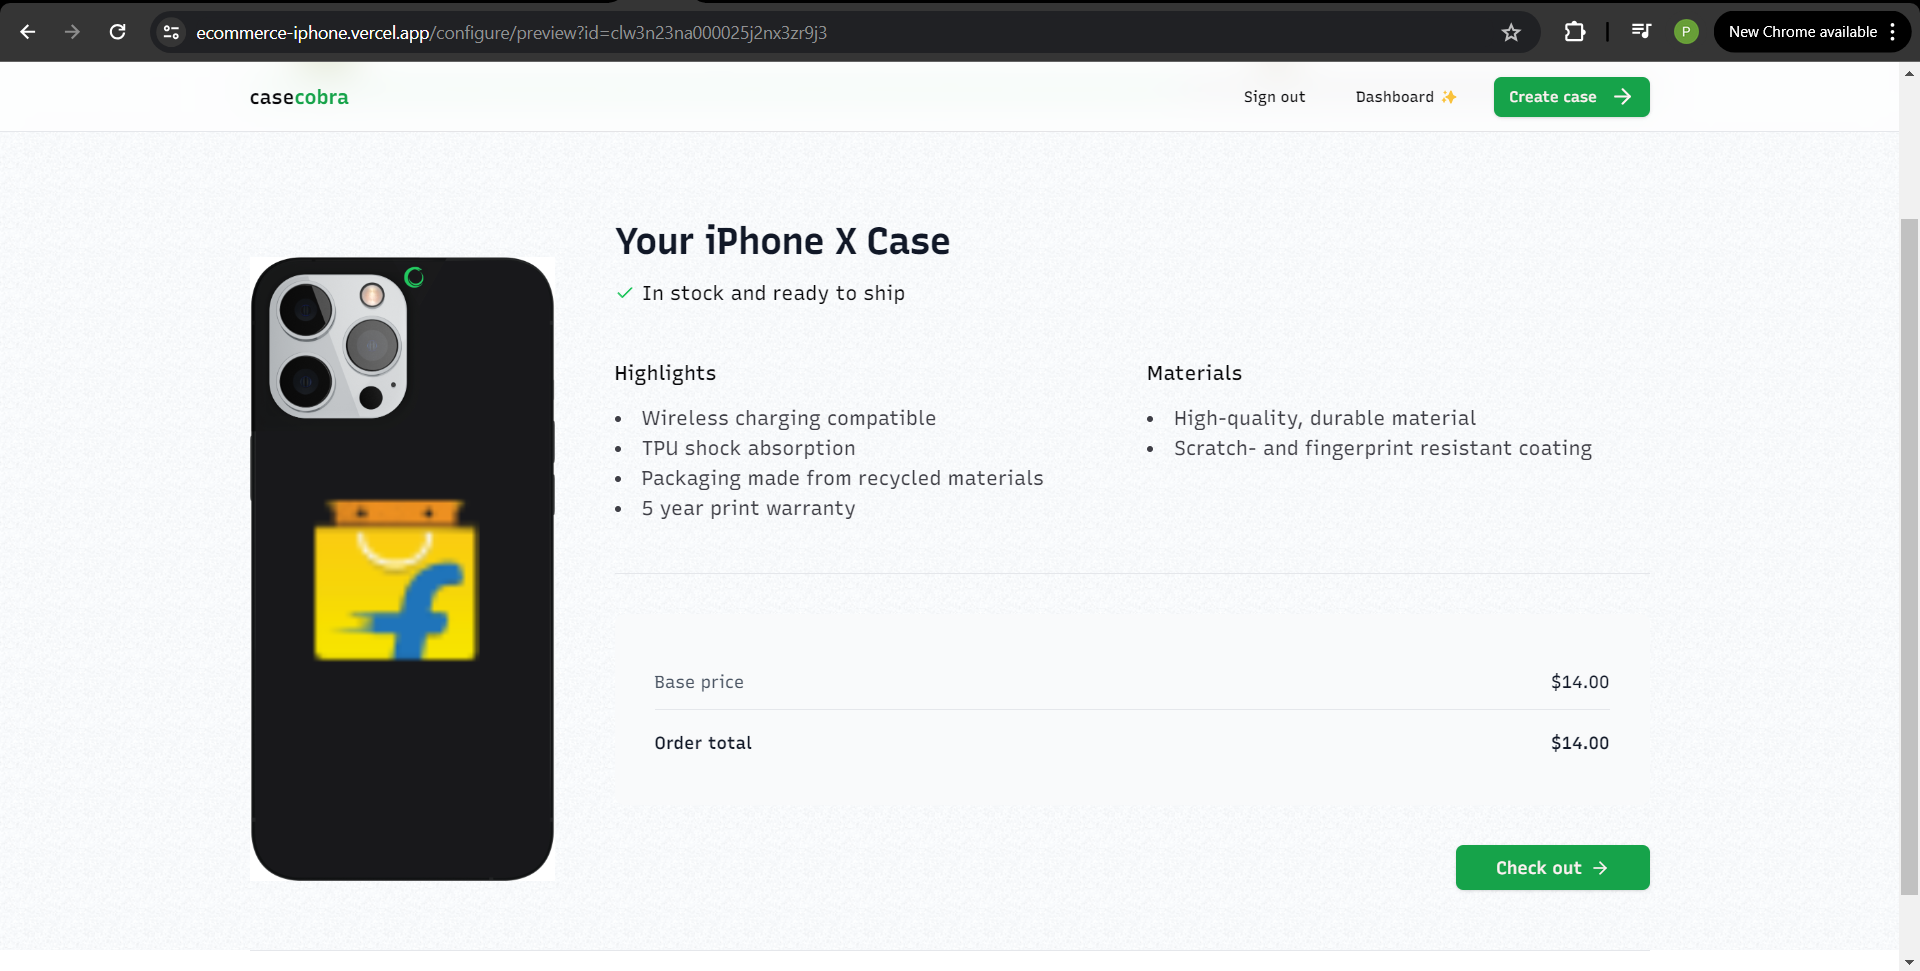 ecommerce-iphone.vercel.app/configure/preview?id=clw3n23na000025j2nx3zr9j3
P
New Chrome available
casecobra
Sign out
Dashboard ✨
Create case
Your iPhone X Case
In stock and ready to ship
Highlights
• Wireless charging compatible
• TPU shock absorption
• Packaging made from recycled materials
• 5 year print warranty
Materials
• High-quality, durable material
• Scratch- and fingerprint resistant coating
f
Base price
$14.00
Order total
$14.00
Check out